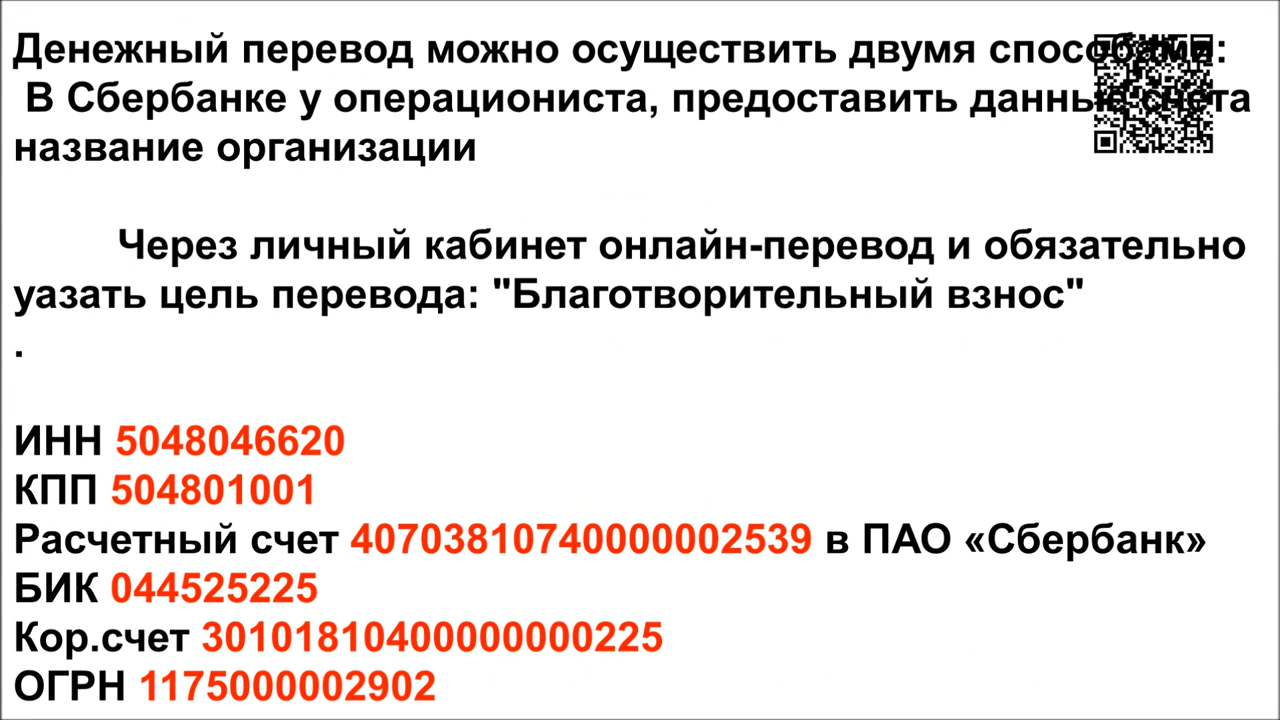 Денежный перевод можно осуществить двумя способами:
В Сбербанке у операциониста, предоставить данные счета
название организации
Через личный кабинет онлайн-перевод и обязательно
уазать цель перевода: "Благотворительный взнос"
.
ИНН 5048046620
КПП 504801001
Расчетный счет 40703810740000002539 в ПАО «Сбербанк»
БИК 044525225
Кор.счет 30101810400000000225
ОГРН 1175000002902